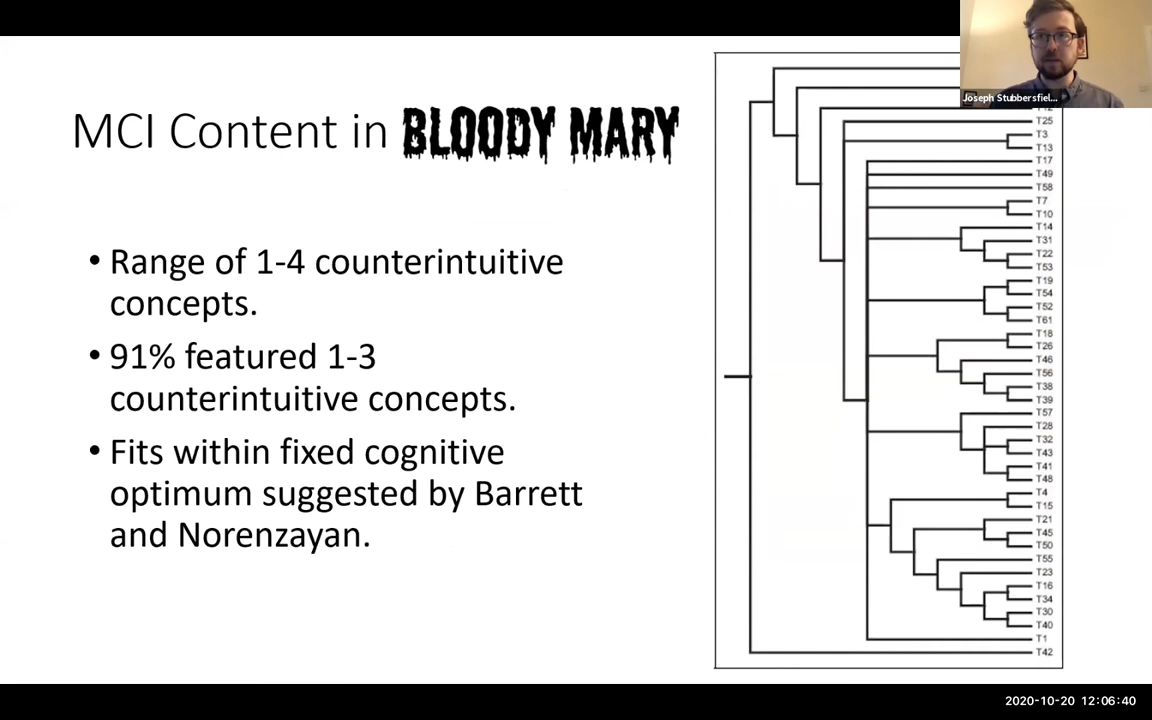 MCI Content in BLOODY MARY
• Range of 1-4 counterintuitive
concepts.
• 91% featured 1-3
counterintuitive concepts.
• Fits within fixed cognitive
optimum suggested by Barrett
and Norenzayan.
Joseph Stubbersfiel...
T25
T3
T13
T17
T49
T58
T7
T10
T14
T31
T22
T53
T19
T54
T52
T61
T18
T26
T46
T56
T38
T39
T57
T28
T32
T43
T41
T48
T4
T15
T21
T45
T50
T55
T23
T16
T34
T30
T40
T1
T42
2020-10-20 12:06:40